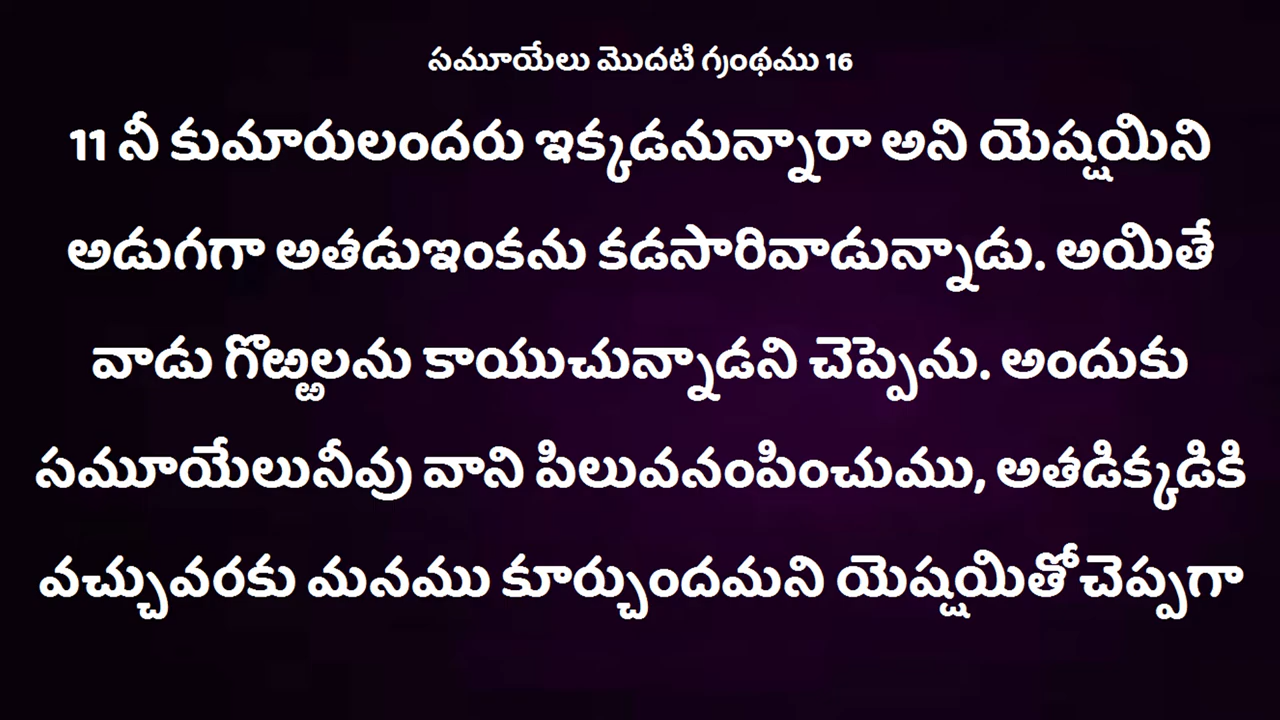 సమూయేలు మొదటి గ్రంథము 16
11 నీ కుమారులందరు ఇక్కడనున్నారా అని యెష్షయిని
అడుగగా అతడుఇంకను కడసారివాడున్నాడు. అయితే
వాడు గొఱ్ఱలను కాయుచున్నాడని చెప్పెను. అందుకు
సమూయేలునీవు వాని పిలువనంపించుము, అతడిక్కడికి
వచ్చువరకు మనము కూర్చుందమని యెష్షయితో చెప్పగా